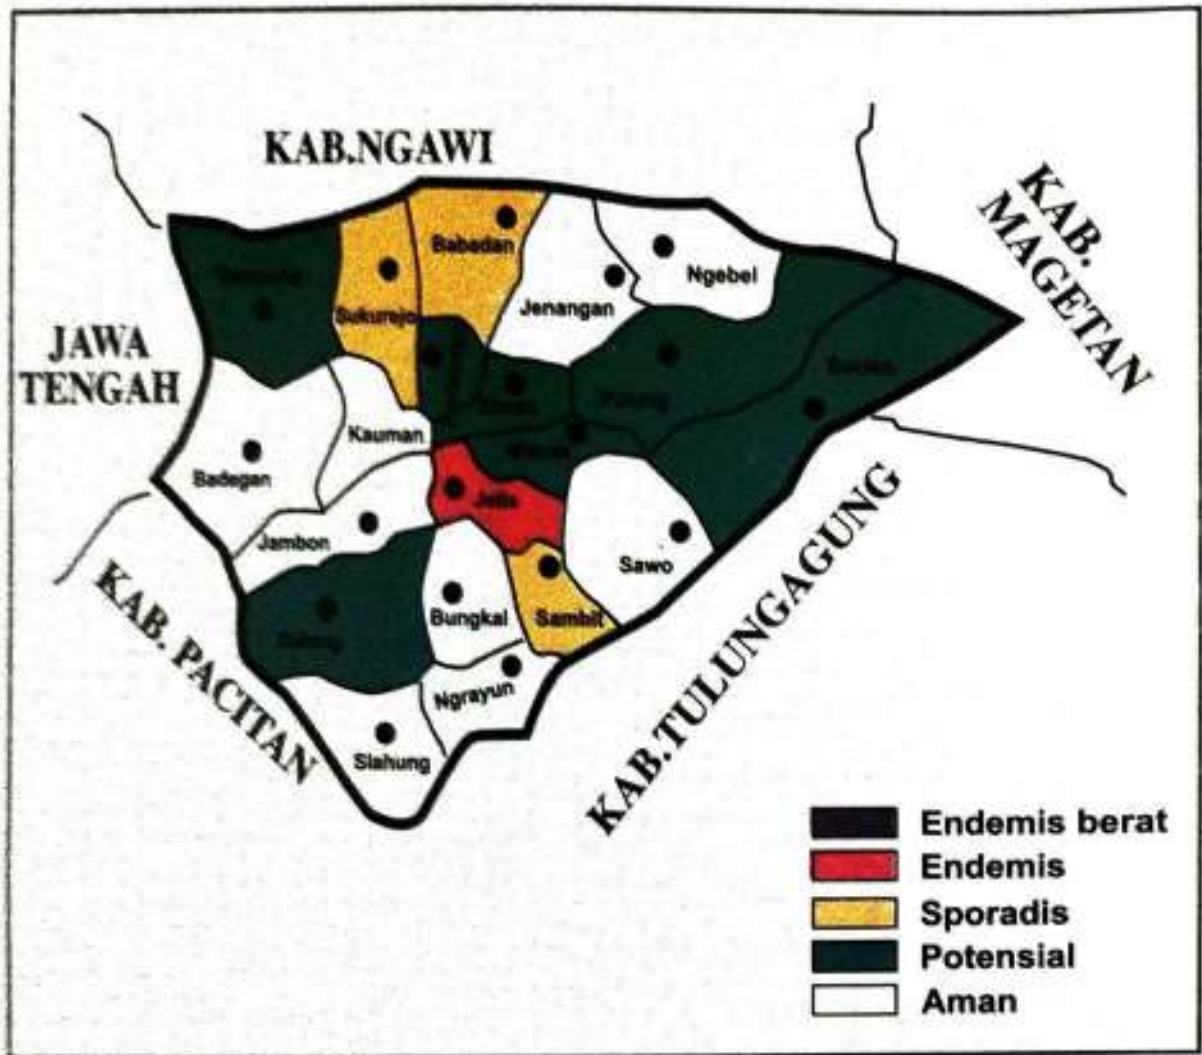 KAB.NGAWI
KAB.
MAGETAN
Babadan
Ngebel
Jenangan
Sukurejo
JAWA
TENGAH
Kauman
Badegan
Jetis
Jambon
Sawo
Bungkal
Sambit
KAB. PACITAN
Ngrayun
Slahung
KAB.TULUNGAGUNG
Endemis berat
Endemis
Sporadis
Potensial
Aman